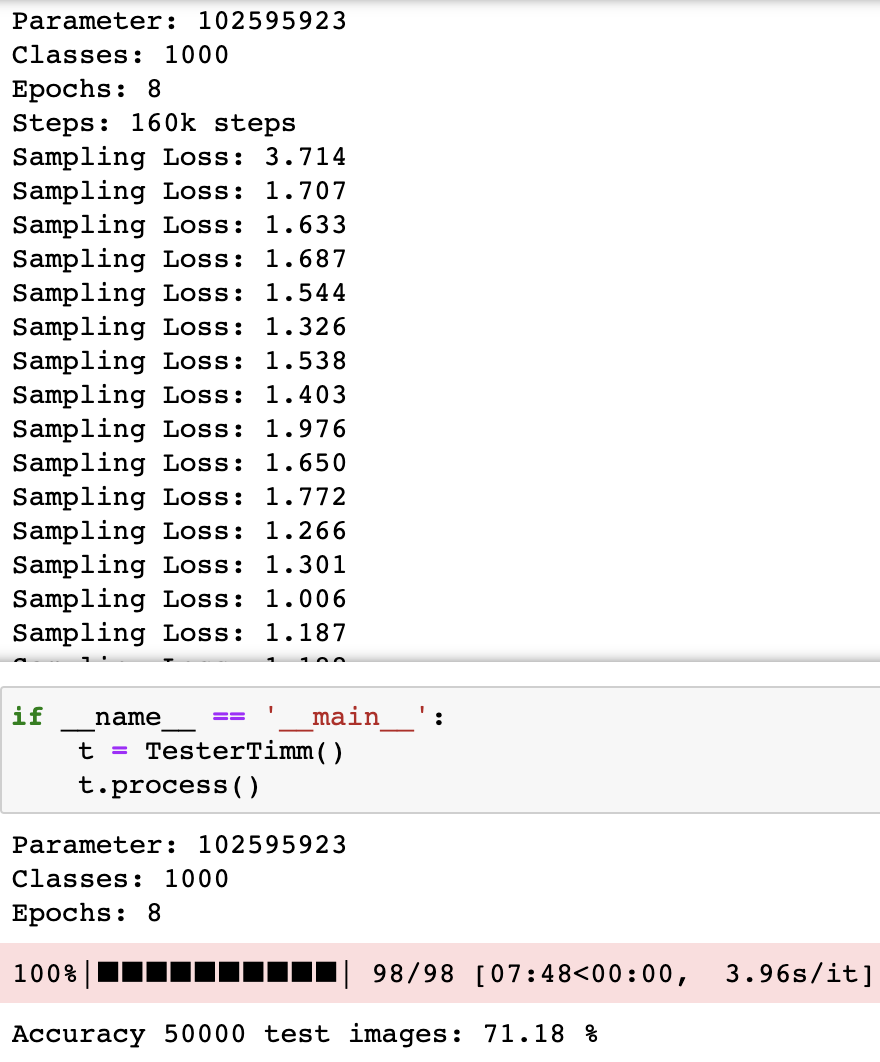 Parameter: 102595923
Classes: 1000
Epochs: 8
Steps: 160k steps
Sampling Loss: 3.714
Sampling Loss: 1.707
Sampling Loss: 1.633
Sampling Loss: 1.687
Sampling Loss: 1.544
Sampling Loss: 1.326
Sampling Loss: 1.538
Sampling Loss: 1.403
Sampling Loss: 1.976
Sampling Loss: 1.650
Sampling Loss: 1.772
Sampling Loss: 1.266
Sampling Loss: 1.301
Sampling Loss: 1.006
Sampling Loss: 1.187
Sampling Loss:
if __name__ == '__main__':
    t = TesterTimm()
    t.process()
Parameter: 102595923
Classes: 1000
Epochs: 8
100%|██████████| 98/98 [07:48<00:00,  3.96s/it]
Accuracy 50000 test images: 71.18 %